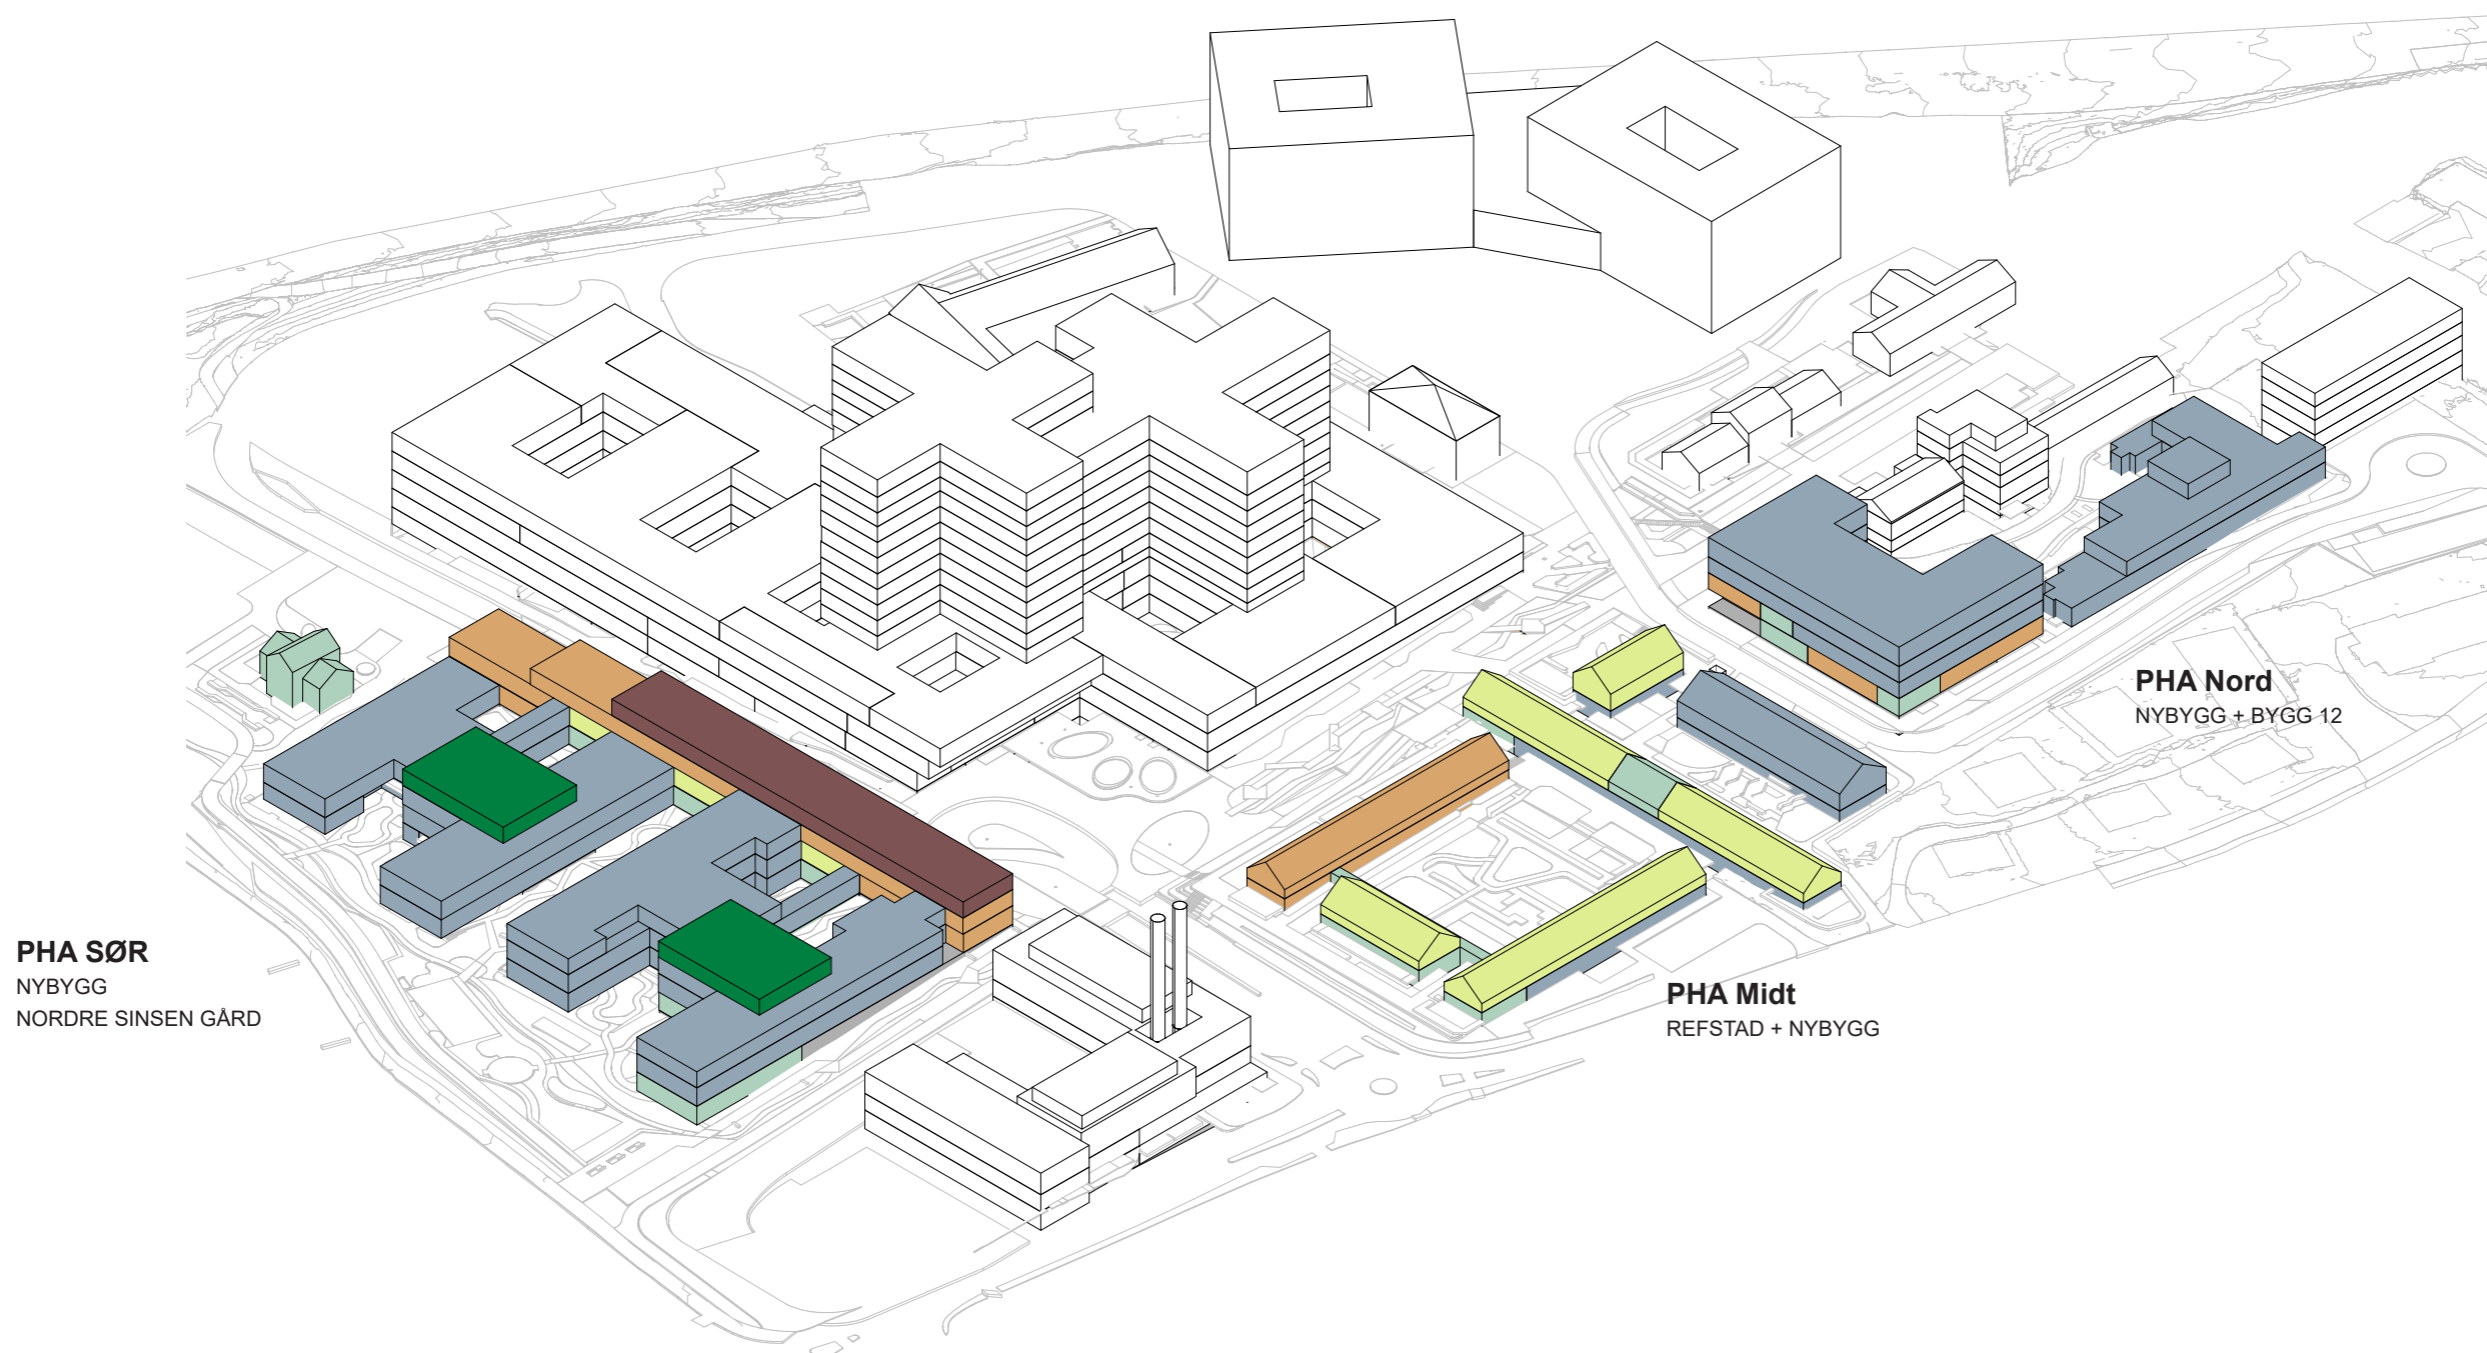 PHA Nord
NYBYGG + BYGG 12
PHA SØR
NYBYGG
NORDRE SINSEN GÅRD
PHA Midt
REFSTAD + NYBYGG